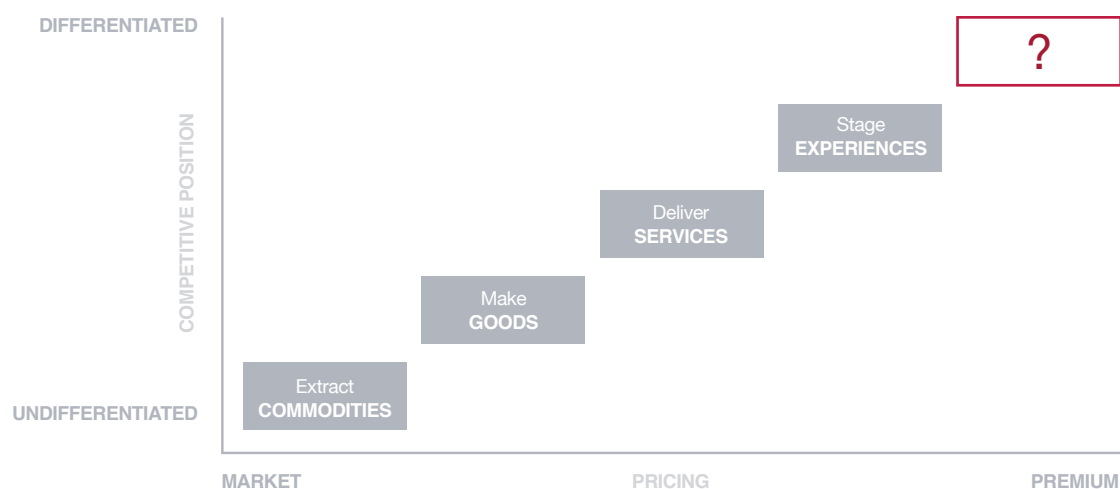 DIFFERENTIATED
?
Stage
EXPERIENCES
COMPETITIVE POSITION
Deliver
SERVICES
Make
GOODS
Extract
COMMODITIES
UNDIFFERENTIATED
MARKET
PRICING
PREMIUM